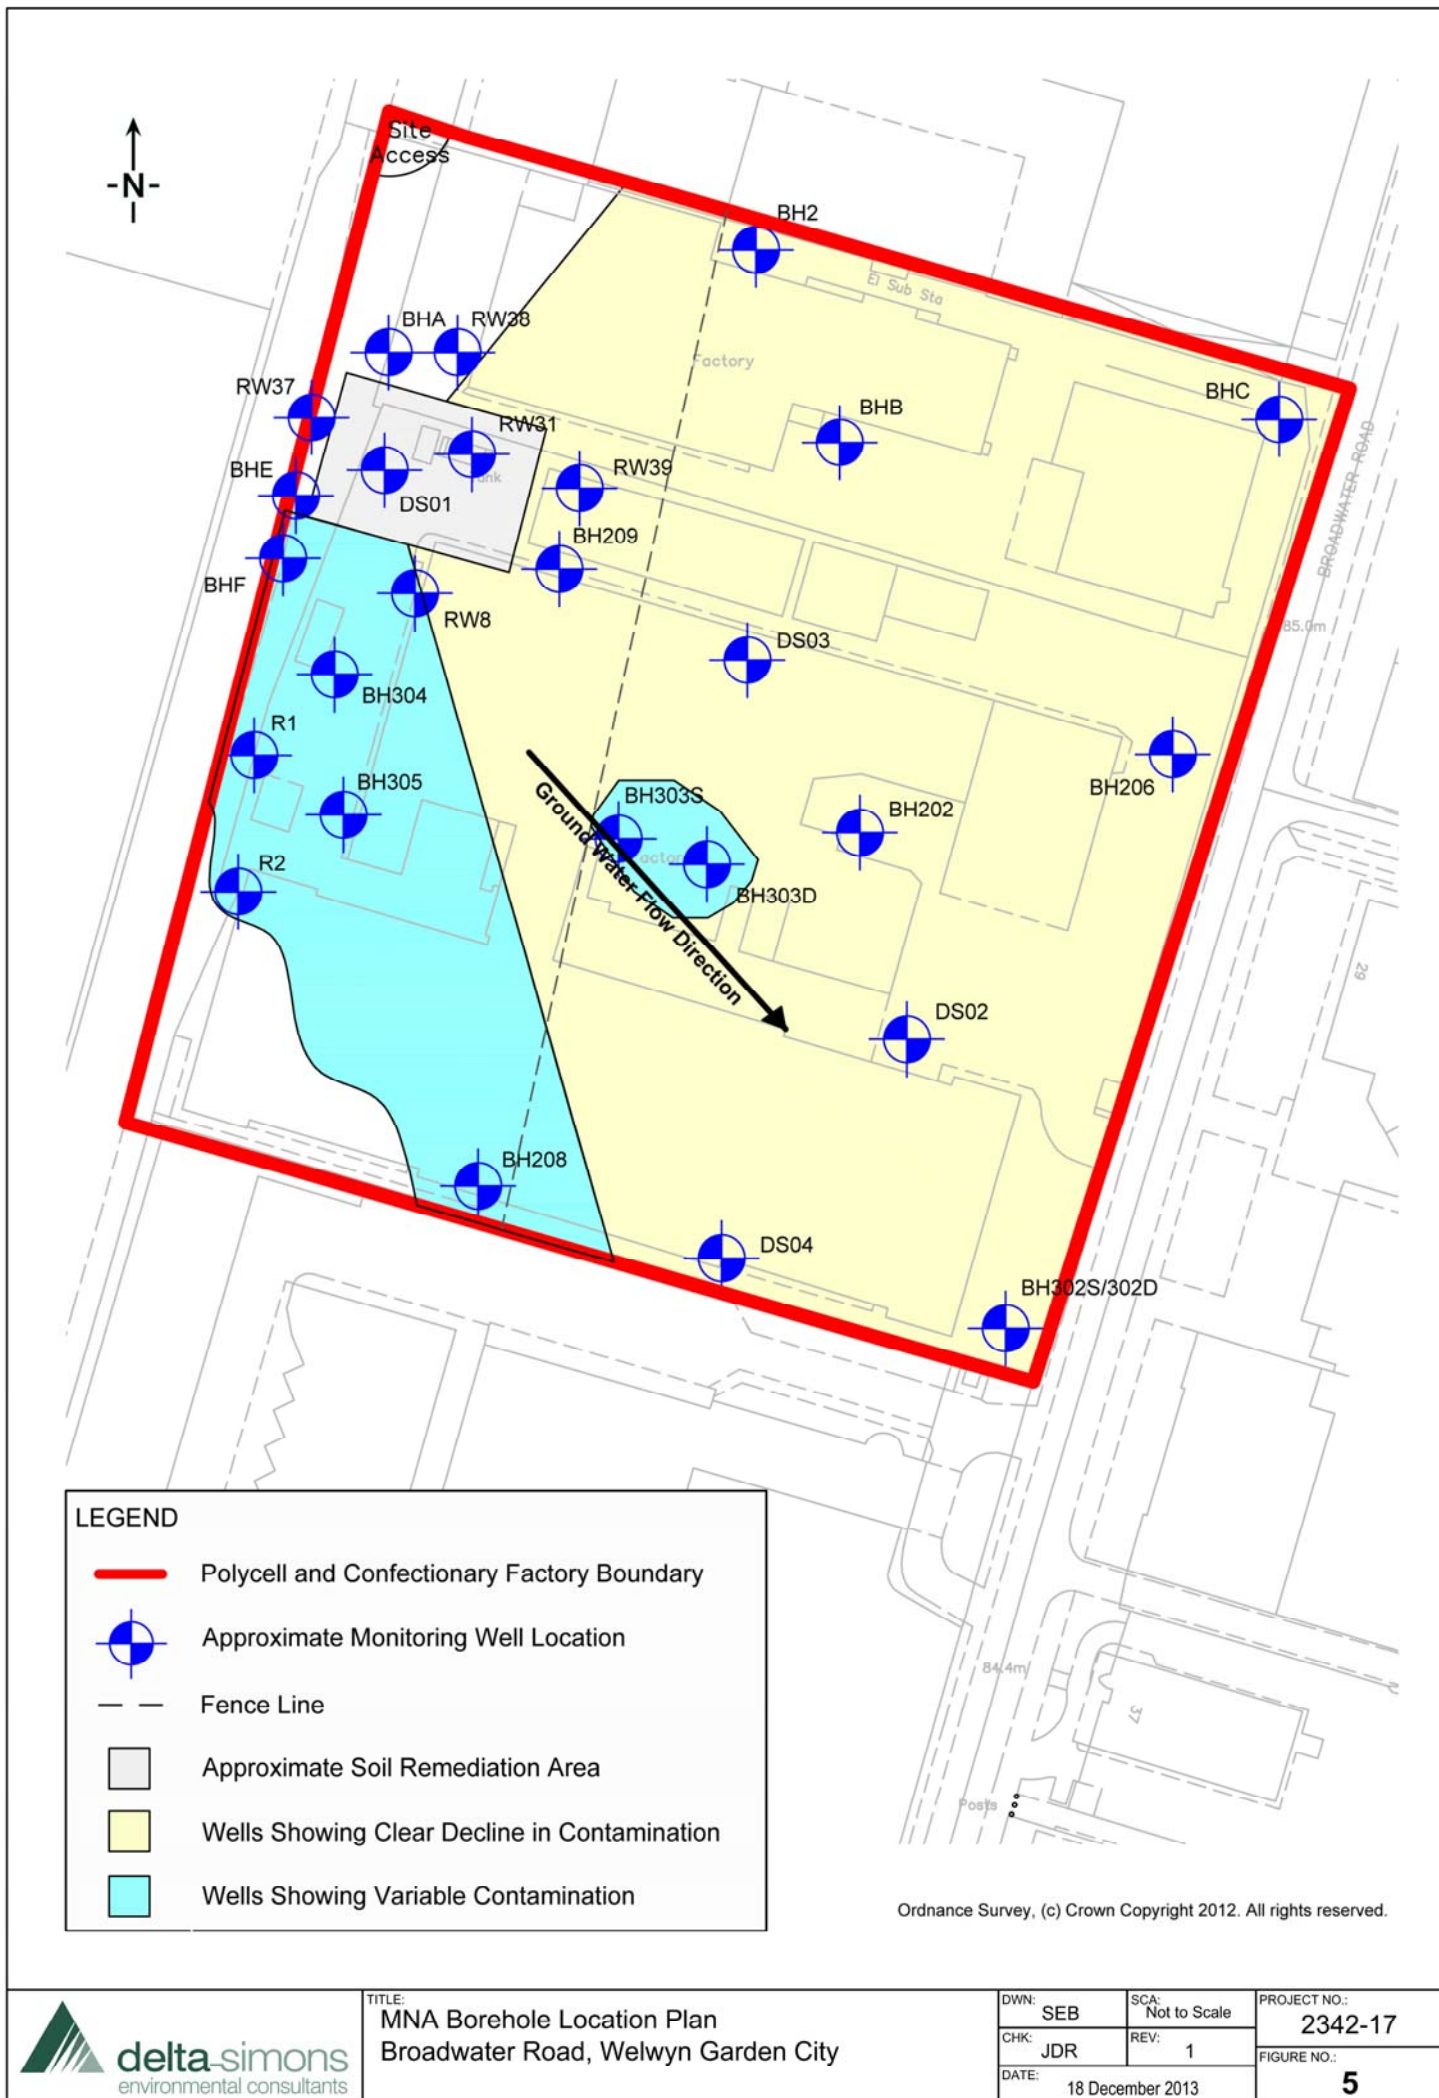 Site
Access
-N-
BH2
El Sub Sta
BHA
RW38
Factory
RW37
BHC
BHB
RW31
BHE
RW39
Tank
DS01
BROADWATER ROAD
BH209
BHF
RW8
85.0m
DS03
BH304
R1
BH206
BH305
BH303S
BH202
Ground Water Flow Direction
Factory
R2
BH303D
29
DS02
BH208
DS04
BH302S/302D
LEGEND
Polycell and Confectionary Factory Boundary
Approximate Monitoring Well Location
84.4m
Fence Line
37
Approximate Soil Remediation Area
Posts
Wells Showing Clear Decline in Contamination
Wells Showing Variable Contamination
Ordnance Survey, (c) Crown Copyright 2012. All rights reserved.
delta-simons
environmental consultants
TITLE:
MNA Borehole Location Plan
Broadwater Road, Welwyn Garden City
DWN:
SEB
SCA:
Not to Scale
PROJECT NO.:
2342-17
CHK:
JDR
REV:
1
FIGURE NO.:
5
DATE:
18 December 2013